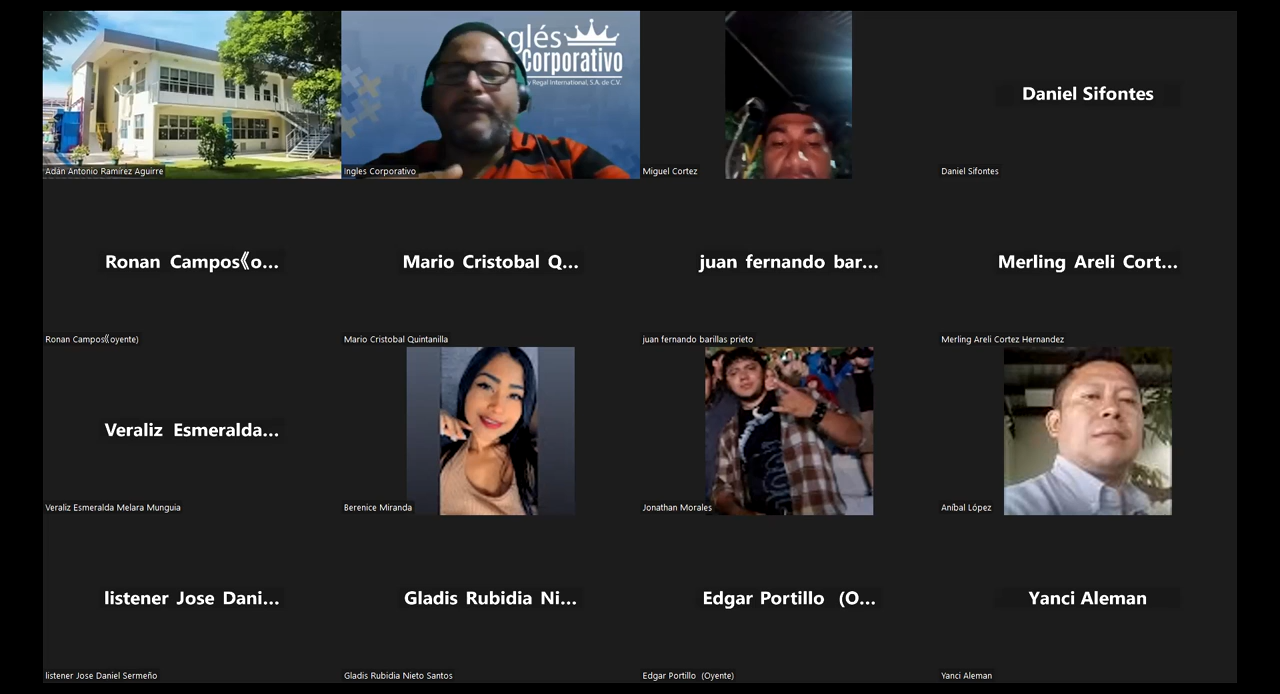 nglés
Corporativo
y Regal International, S.A. de C.V.
Adán Antonio Ramírez Aguirre
Ingles Corporativo
Miguel Cortez
Daniel Sifontes
Daniel Sifontes
Ronan Campos《o...
Mario Cristobal Q...
juan fernando bar...
Merling Areli Cort...
Ronan Campos《oyente)
Mario Cristobal Quintanilla
juan fernando barillas prieto
Merling Areli Cortez Hernandez
Veraliz Esmeralda...
Veraliz Esmeralda Melara Munguia
Berenice Miranda
Jonathan Morales
Aníbal López
listener Jose Dani...
Gladis Rubidia Ni...
Edgar Portillo (O...
Yanci Aleman
listener Jose Daniel Sermeño
Gladis Rubidia Nieto Santos
Edgar Portillo (Oyente)
Yanci Aleman